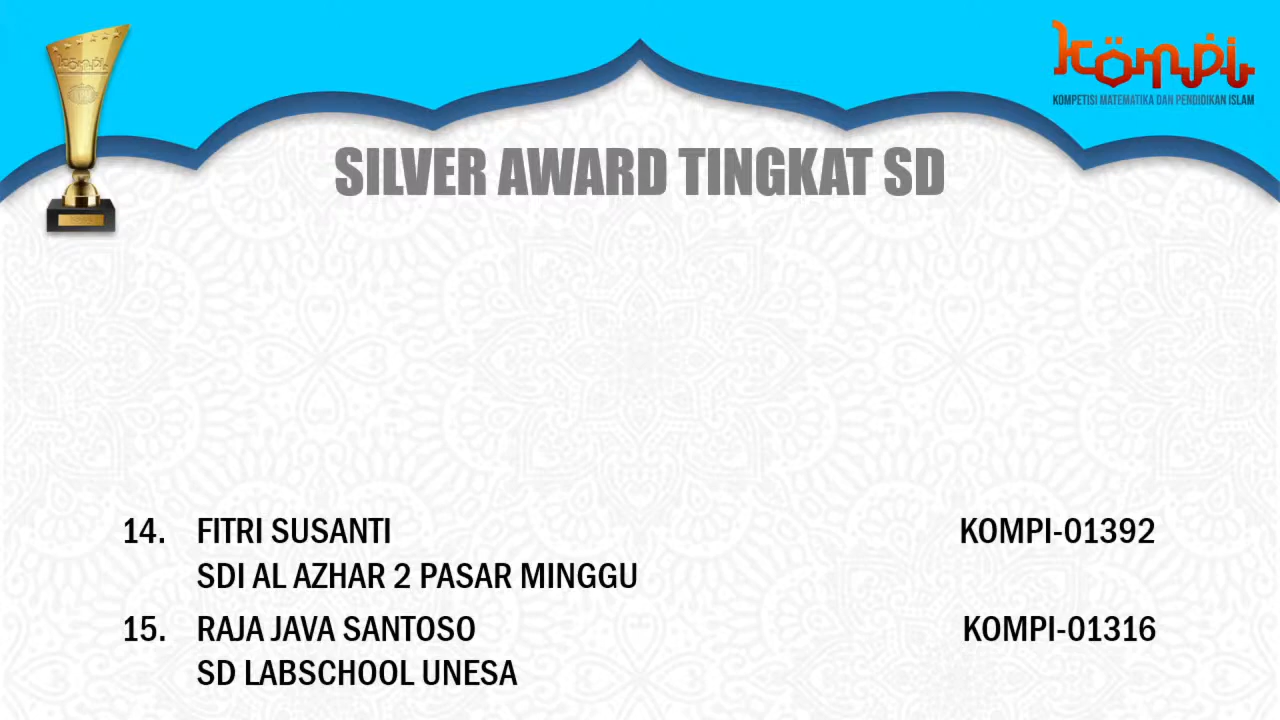 kömpi
KOMPETISI MATEMATIKA DAN PENDIDIKAN ISLAM
SILVER AWARD TINGKAT SD
14. FITRI SUSANTI KOMPI-01392
SDI AL AZHAR 2 PASAR MINGGU
15. RAJA JAVA SANTOSO KOMPI-01316
SD LABSCHOOL UNESA